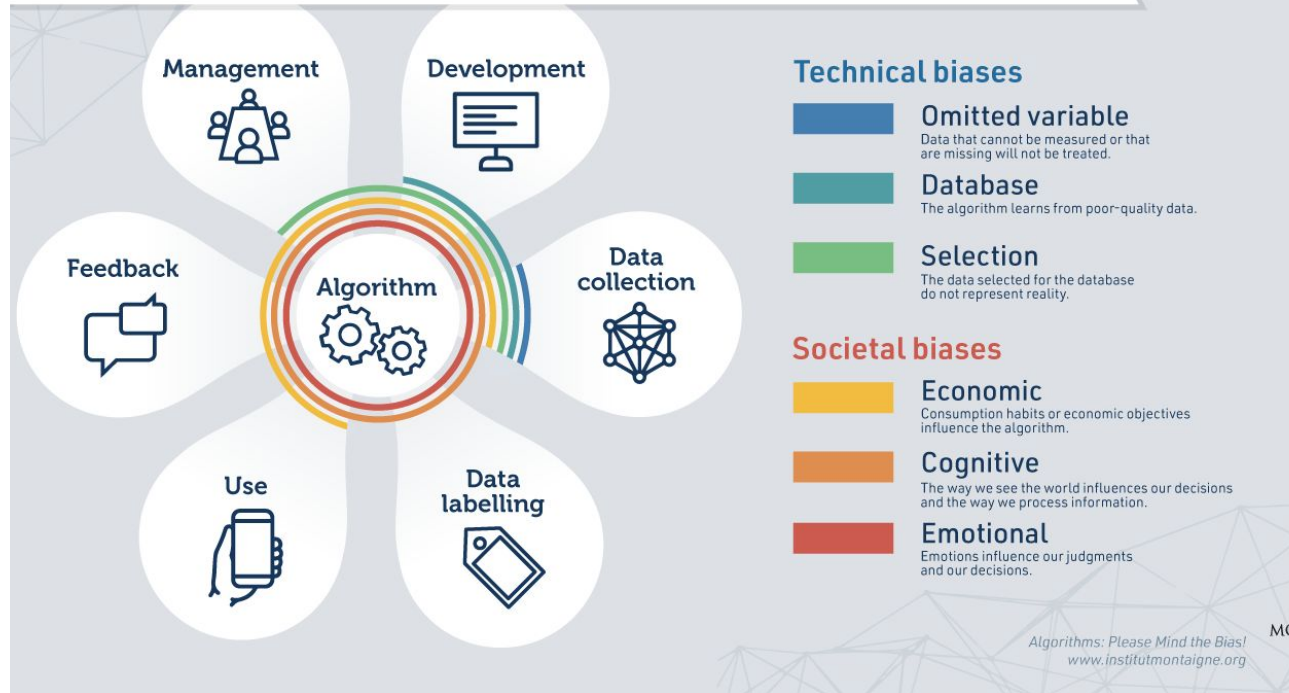 Management
Development
Feedback
Algorithm
Data
collection
Use
Data
labelling
Technical biases
Omitted variable
Data that cannot be measured or that
are missing will not be treated.
Database
The algorithm learns from poor-quality data.
Selection
The data selected for the database
do not represent reality.
Societal biases
Economic
Consumption habits or economic objectives
influence the algorithm.
Cognitive
The way we see the world influences our decisions
and the way we process information.
Emotional
Emotions influence our judgments
and our decisions.
Algorithms: Please Mind the Bias!
www.institutmontaigne.org